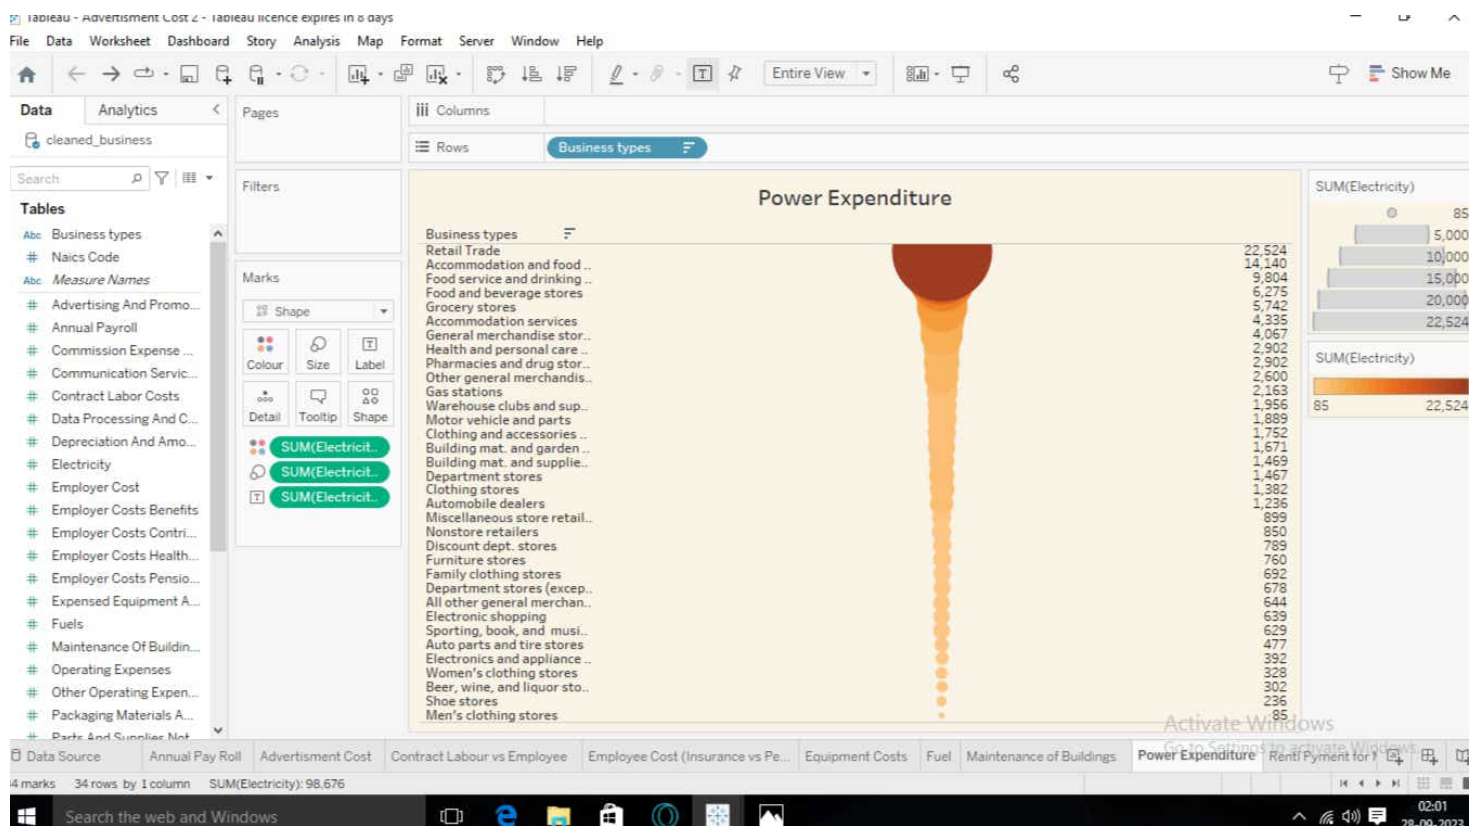 Tableau - Advertisment Cost 2 - Tableau licence expires in 8 days
File Data Worksheet Dashboard Story Analysis Map Format Server Window Help
Entire View
Show Me
Data Analytics
Pages
Columns
cleaned_business
Rows
Business types
Search
Filters
Tables
Abc Business types
# Naics Code
Abc Measure Names
# Advertising And Promo...
# Annual Payroll
# Commission Expense ...
# Communication Servic...
# Contract Labor Costs
# Data Processing And C...
# Depreciation And Amo...
# Electricity
# Employer Cost
# Employer Costs Benefits
# Employer Costs Contri...
# Employer Costs Health...
# Employer Costs Pensio...
# Expensed Equipment A...
# Fuels
# Maintenance Of Buildin...
# Operating Expenses
# Other Operating Expen...
# Packaging Materials A...
# Parts And Supplies Not
Marks
Shape
Colour Size Label
Detail Tooltip Shape
SUM(Electricit..
SUM(Electricit..
T SUM(Electricit..
Power Expenditure
Business types
Retail Trade 22,524
Accommodation and food .. 14,140
Food service and drinking .. 9,804
Food and beverage stores 6,275
Grocery stores 5,742
Accommodation services 4,335
General merchandise stor.. 4,067
Health and personal care .. 2,902
Pharmacies and drug stor.. 2,902
Other general merchandis.. 2,600
Gas stations 2,163
Warehouse clubs and sup.. 1,956
Motor vehicle and parts 1,889
Clothing and accessories .. 1,752
Building mat. and garden .. 1,671
Building mat. and supplie.. 1,469
Department stores 1,467
Clothing stores 1,382
Automobile dealers 1,236
Miscellaneous store retail.. 899
Nonstore retailers 850
Discount dept. stores 789
Furniture stores 760
Family clothing stores 692
Department stores (excep.. 678
All other general merchan.. 644
Electronic shopping 639
Sporting, book, and musi.. 629
Auto parts and tire stores 477
Electronics and appliance .. 392
Women's clothing stores 328
Beer, wine, and liquor sto.. 302
Shoe stores 236
Men's clothing stores 85
SUM(Electricity)
85
5,000
10,000
15,000
20,000
22,524
SUM(Electricity)
85 22,524
Activate Windows
Go to Settings to activate Windows.
Data Source Annual Pay Roll Advertisment Cost Contract Labour vs Employee Employee Cost (Insurance vs Pe... Equipment Costs Fuel Maintenance of Buildings Power Expenditure
4 marks 34 rows by 1 column SUM(Electricity): 98,676
Search the web and Windows
02:01
28-09-2023